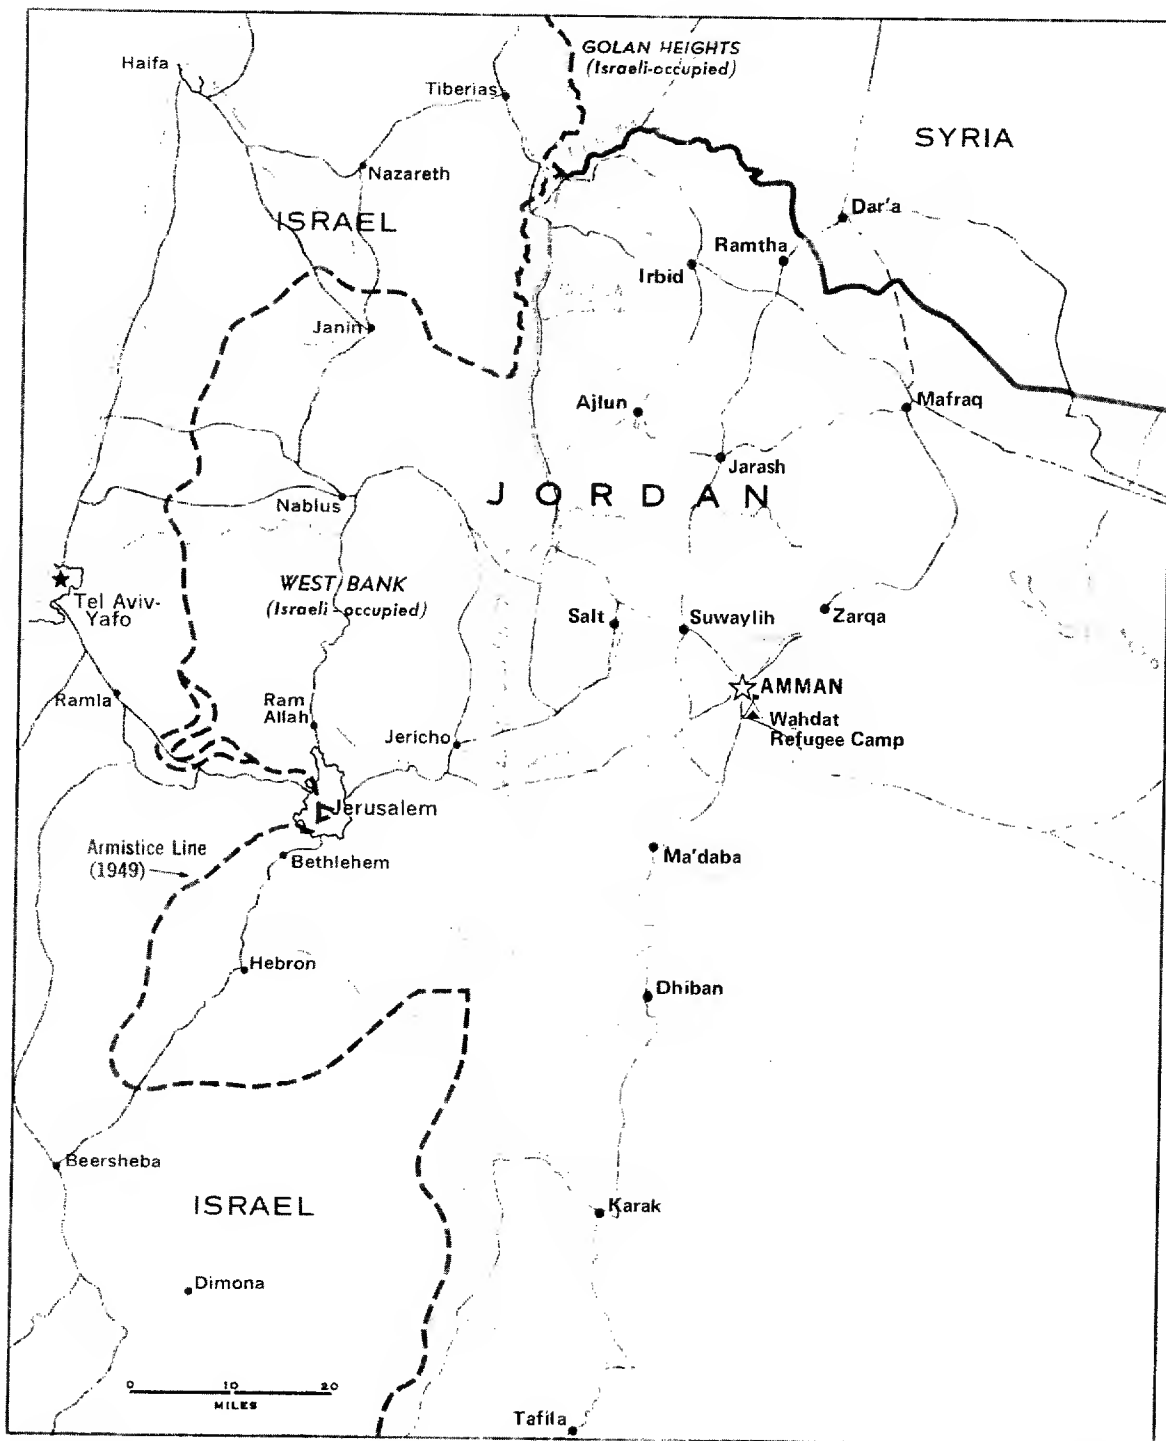 GOLAN HEIGHTS
(Israeli-occupied)
Haifa
Tiberias
SYRIA
Nazareth
Dar'a
ISRAEL
Ramtha
Irbid
Janin
Ajlun
Mafraq
Jarash
JORDAN
Nablus
WEST BANK
(Israeli occupied)
Tel Aviv-
Yafo
Salt
Suwaylih
Zarqa
Ramla
Ram
Allah
AMMAN
Wahdat
Refugee Camp
Jericho
Jerusalem
Armistice Line
(1949)
Bethlehem
Ma'daba
Hebron
Dhiban
Beersheba
ISRAEL
Karak
Dimona
0 10 20
MILES
Tafila